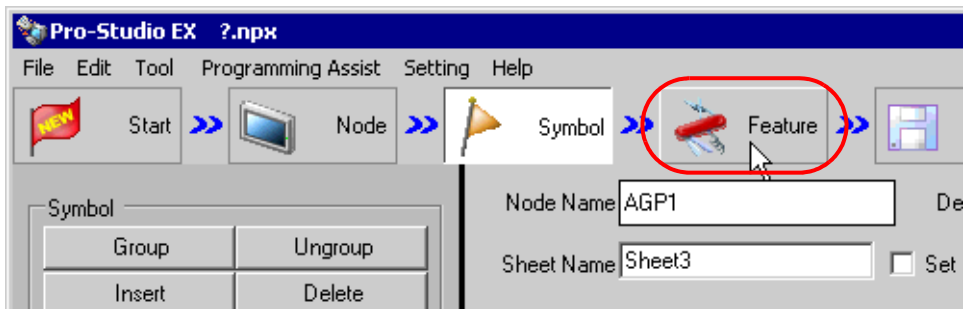 Pro-Studio EX ?.npx
File Edit Tool Programming Assist Setting Help
NEW Start Node Symbol Feature
Node Name AGP1 De
Symbol
Group Ungroup
Sheet Name Sheet3 Set
Insert Delete